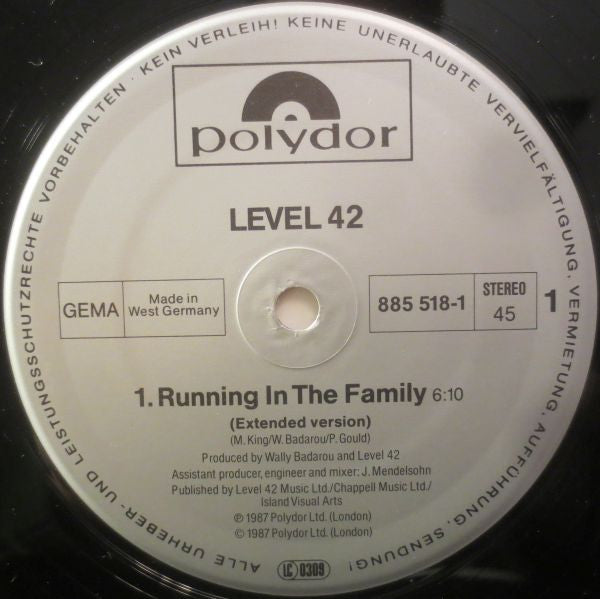 ALLE URHEBER- UND LEISTUNGSSCHUTZRECHTE VORBEHALTEN · KEIN VERLEIH! KEINE UNERLAUBTE VERVIELFÄLTIGUNG, VERMIETUNG, AUFFÜHRUNG, SENDUNG!
polydor
LEVEL 42
GEMA
Made in
West Germany
885 518-1
STEREO
45
1
1. Running In The Family 6:10
(Extended version)
(M. King/W. Badarou/P. Gould)
Produced by Wally Badarou and Level 42
Assistant producer, engineer and mixer: J. Mendelsohn
Published by Level 42 Music Ltd./Chappell Music Ltd./
Island Visual Arts
℗ 1987 Polydor Ltd. (London)
© 1987 Polydor Ltd. (London)
LC 0309